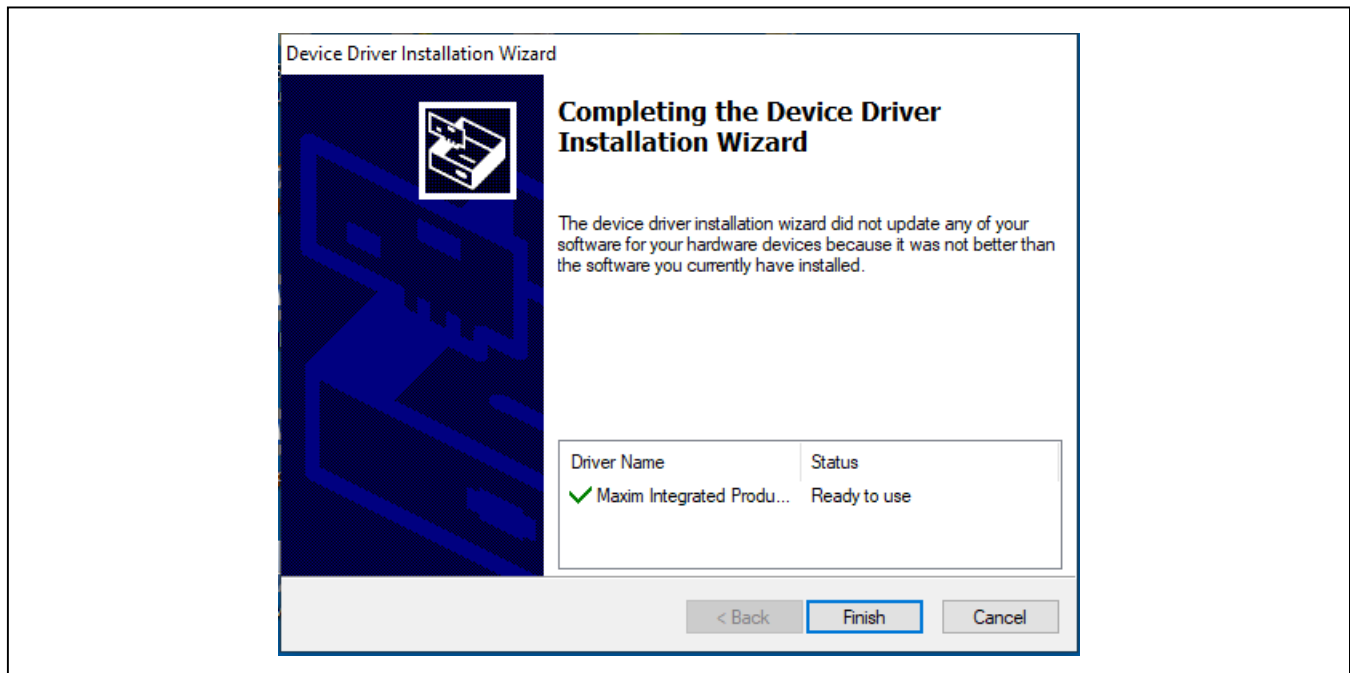 Device Driver Installation Wizard
Completing the Device Driver
Installation Wizard
The device driver installation wizard did not update any of your
software for your hardware devices because it was not better than
the software you currently have installed.
Driver Name Status
Maxim Integrated Produ... Ready to use
< Back Finish Cancel